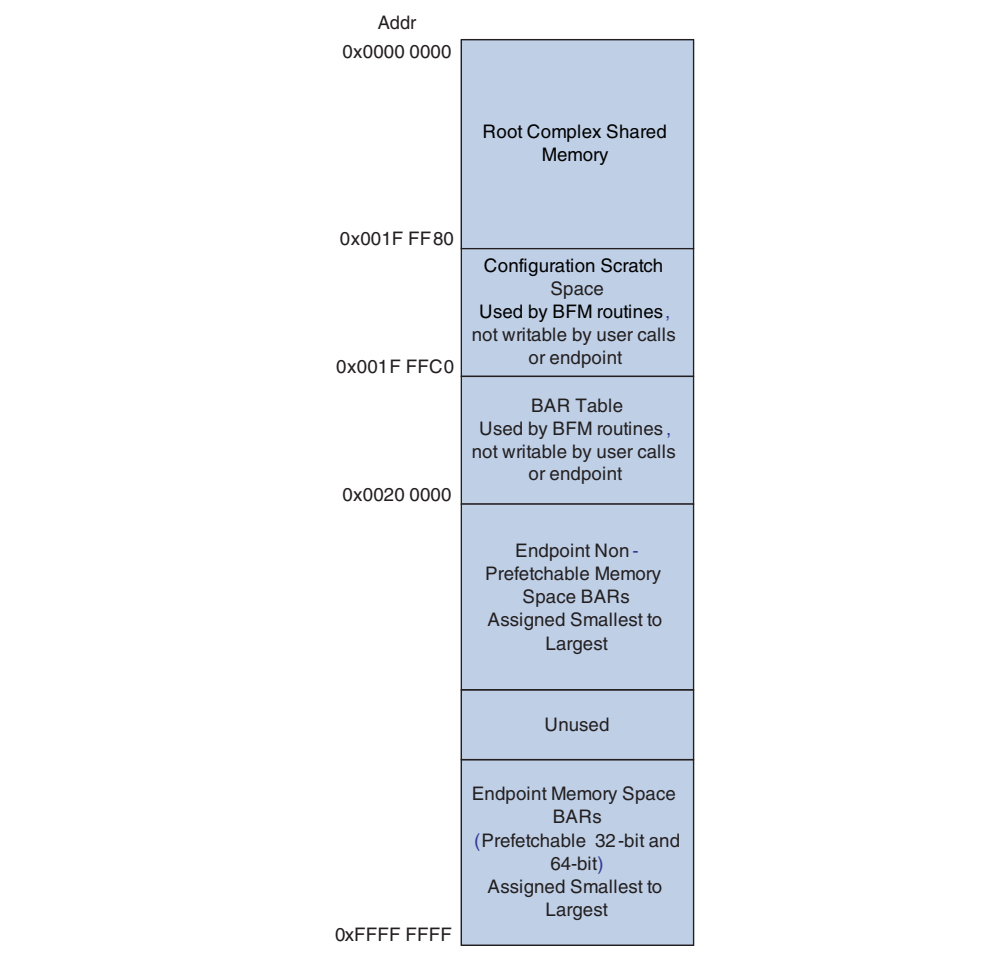 Addr
0x0000 0000
Root Complex Shared
Memory
0x001F FF80
Configuration Scratch
Space
Used by BFM routines,
not writable by user calls
or endpoint
0x001F FFC0
BAR Table
Used by BFM routines,
not writable by user calls
or endpoint
0x0020 0000
Endpoint Non-
Prefetchable Memory
Space BARs
Assigned Smallest to
Largest
Unused
Endpoint Memory Space
BARs
(Prefetchable 32-bit and
64-bit)
Assigned Smallest to
Largest
0xFFFF FFFF